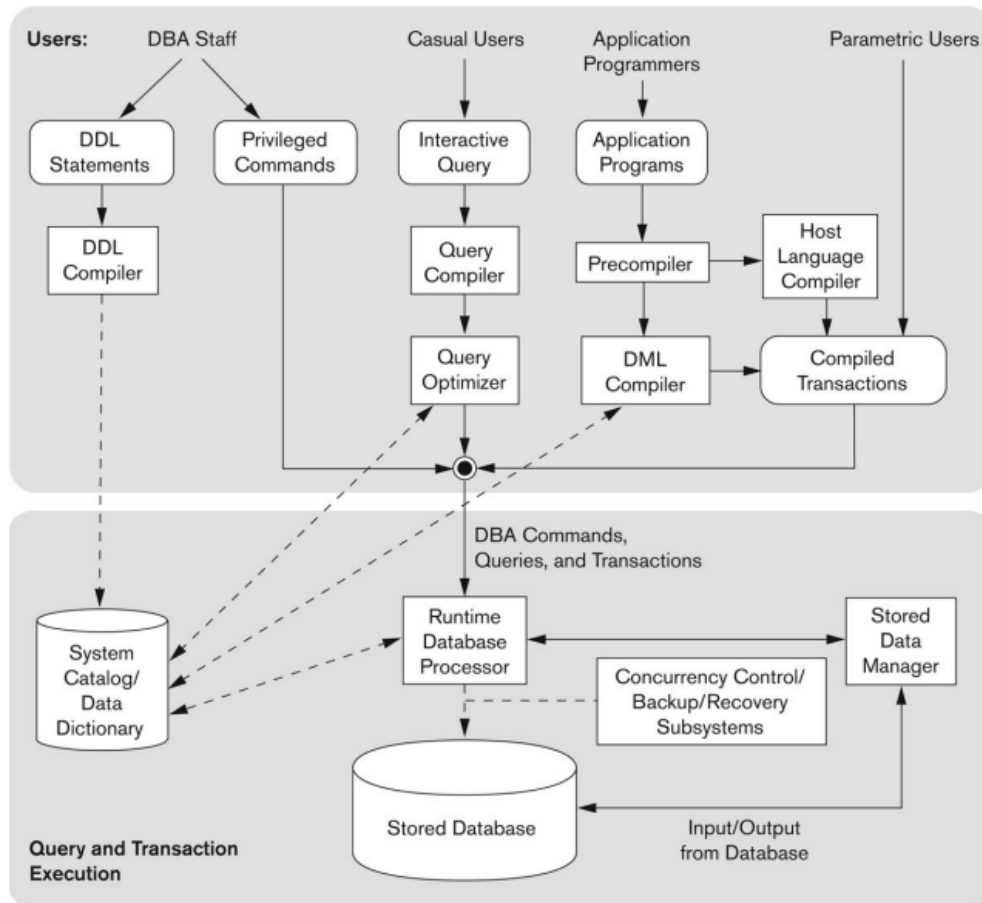 Users:
DBA Staff
Casual Users
Application
Programmers
Parametric Users
DDL
Statements
Privileged
Commands
Interactive
Query
Application
Programs
DDL
Compiler
Query
Compiler
Precompiler
Host
Language
Compiler
Query
Optimizer
DML
Compiler
Compiled
Transactions
DBA Commands,
Queries, and Transactions
System
Catalog/
Data
Dictionary
Runtime
Database
Processor
Stored
Data
Manager
Concurrency Control/
Backup/Recovery
Subsystems
Stored Database
Input/Output
from Database
Query and Transaction
Execution